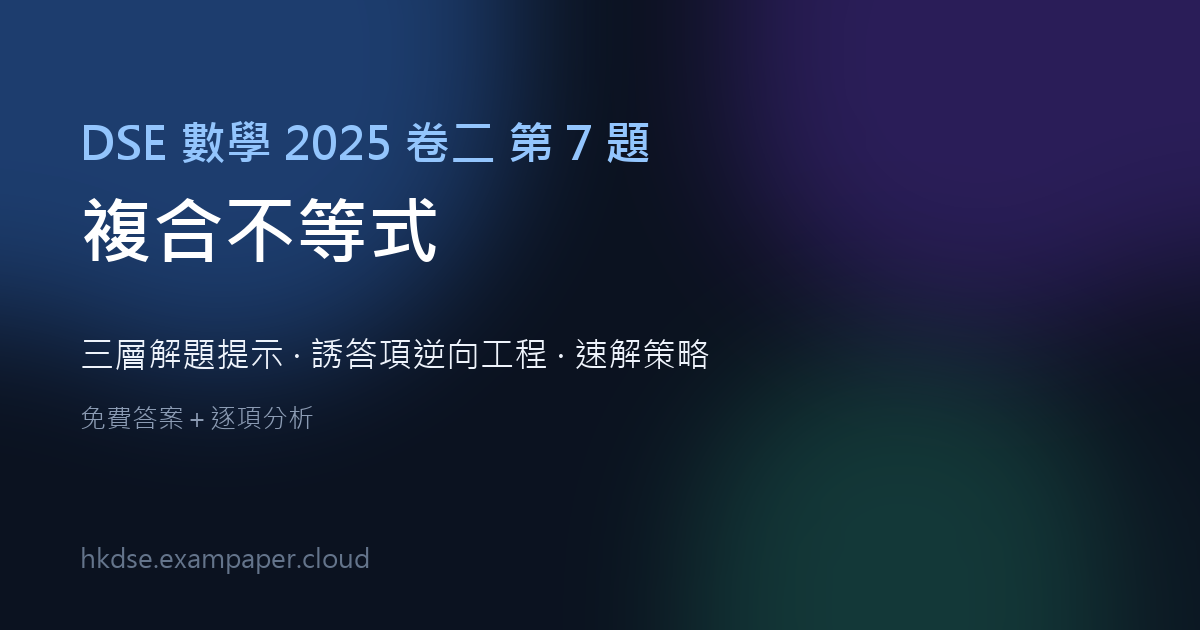 DSE 數學 2025 卷二 第 7 題
複合不等式
三層解題提示 · 誘答項逆向工程 · 速解策略
免費答案 + 逐項分析
hkdse.exampaper.cloud